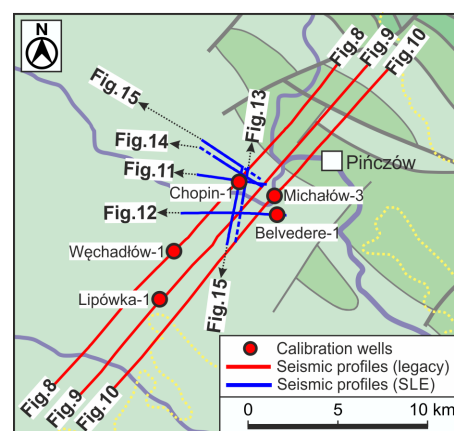 N
Fig.8
Fig.9
Fig.10
Fig.15
Fig.13
Fig.14
Fig.11
Pińczów
Chopin-1
Michałów-3
Fig.12
Belvedere-1
Węchadłów-1
Lipówka-1
Fig.15
Fig.8
Fig.9
Fig.10
Calibration wells
Seismic profiles (legacy)
Seismic profiles (SLE)
0 5 10 km